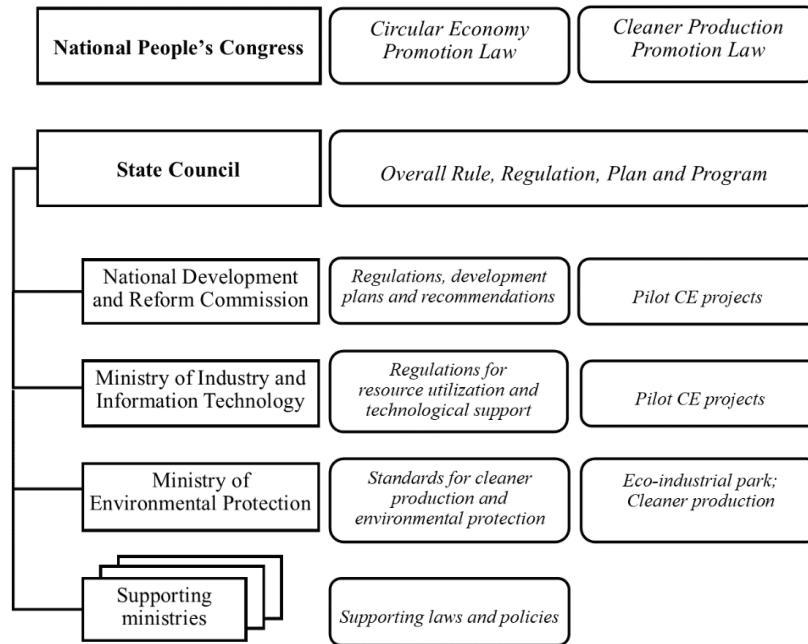 National People's Congress
Circular Economy
Promotion Law
Cleaner Production
Promotion Law
State Council
Overall Rule, Regulation, Plan and Program
National Development
and Reform Commission
Regulations, development
plans and recommendations
Pilot CE projects
Ministry of Industry and
Information Technology
Regulations for
resource utilization and
technological support
Pilot CE projects
Ministry of
Environmental Protection
Standards for cleaner
production and
environmental protection
Eco-industrial park;
Cleaner production
Supporting
ministries
Supporting laws and policies